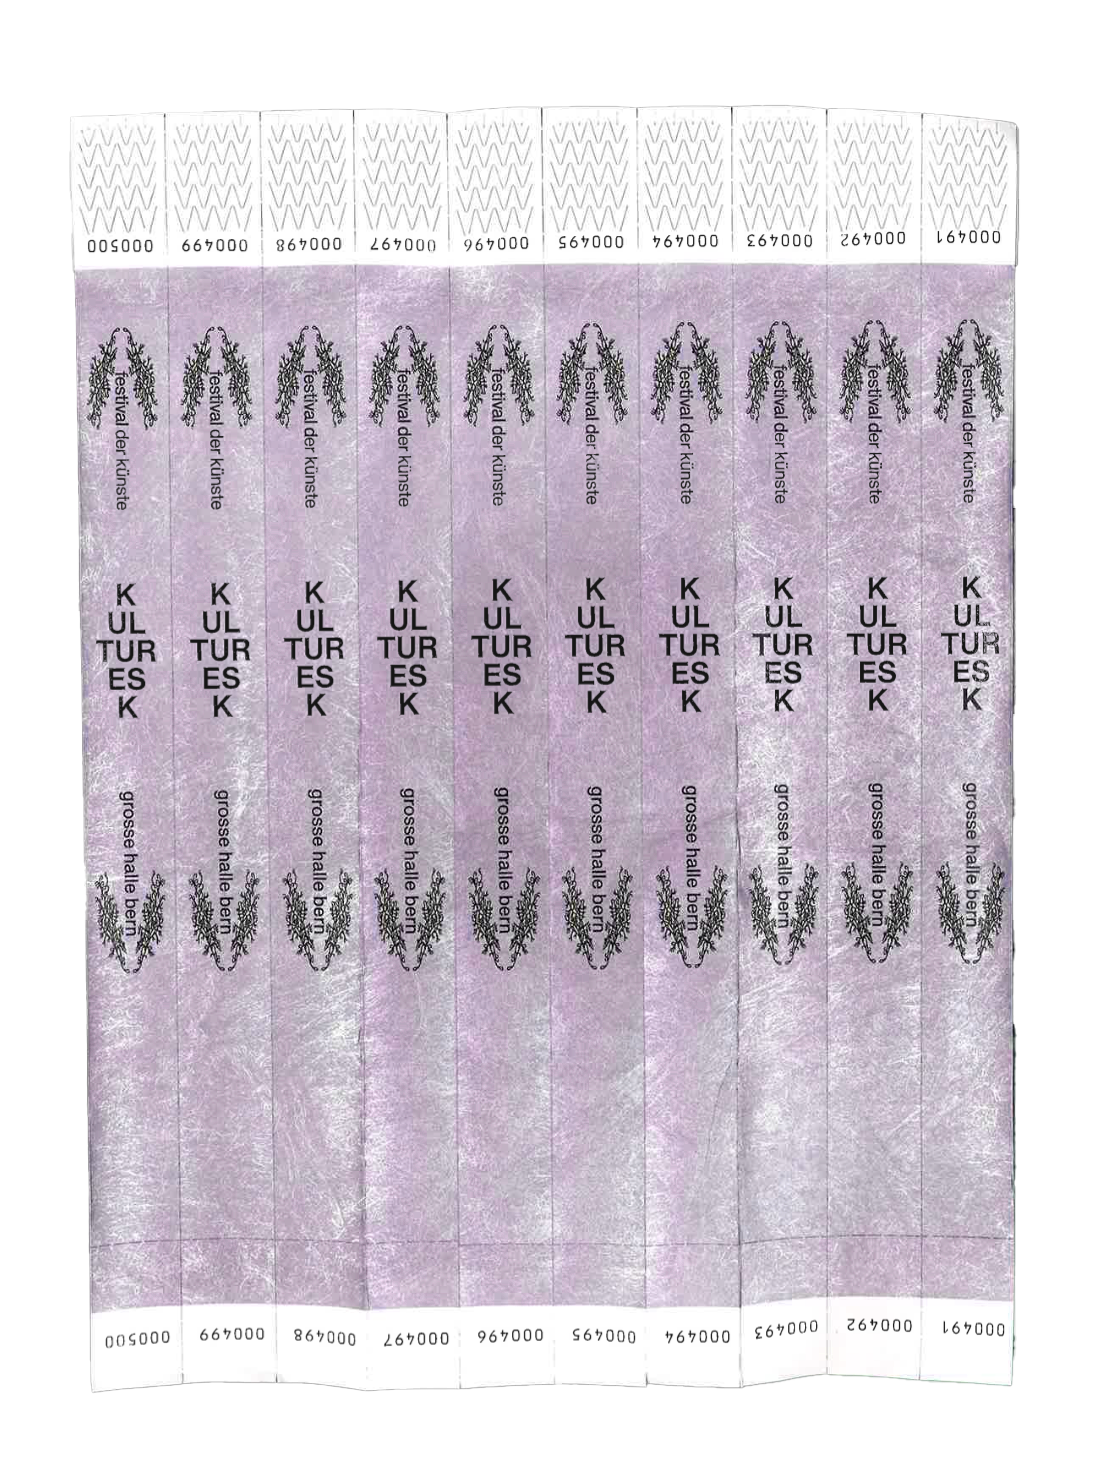 000500 000499 000498 000497 000496 000495 000494 000493 000492 000491
festival der künste festival der künste festival der künste festival der künste festival der künste festival der künste festival der künste festival der künste festival der künste festival der künste
K K K K K K K K K K
UL UL UL UL UL UL UL UL UL UL
TUR TUR TUR TUR TUR TUR TUR TUR TUR TUR
ES ES ES ES ES ES ES ES ES ES
K K K K K K K K K K
grosse halle bern grosse halle bern grosse halle bern grosse halle bern grosse halle bern grosse halle bern grosse halle bern grosse halle bern grosse halle bern grosse halle bern
000500 000499 000498 000497 000496 000495 000494 000493 000492 000491